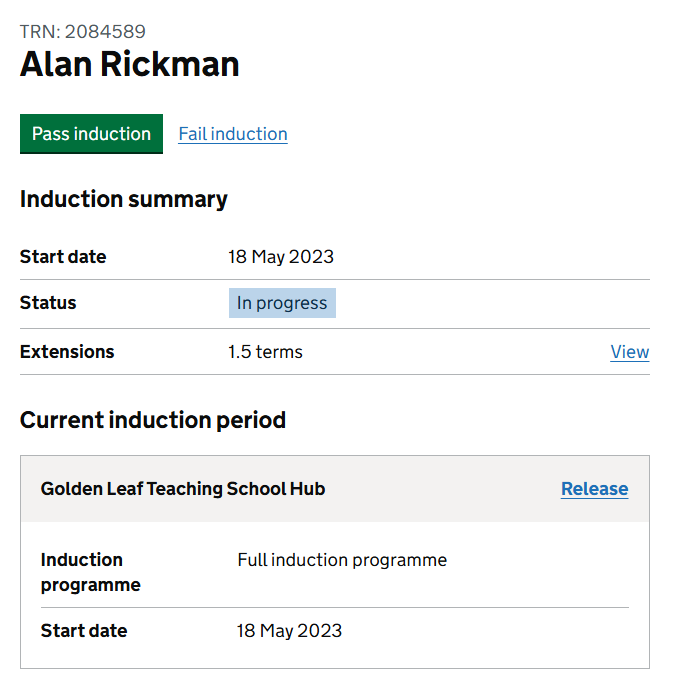 TRN: 2084589
Alan Rickman
Pass induction Fail induction
Induction summary
Start date 18 May 2023
Status In progress
Extensions 1.5 terms View
Current induction period
Golden Leaf Teaching School Hub Release
Induction programme Full induction programme
Start date 18 May 2023